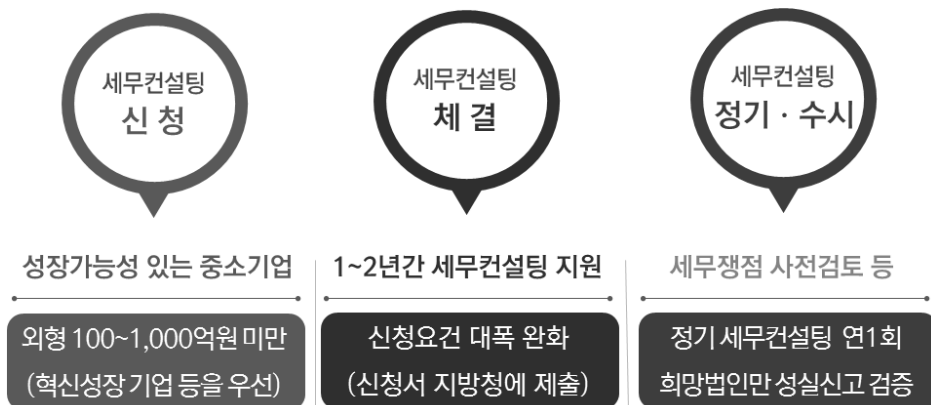 세무컨설팅
신 청
성장가능성 있는 중소기업
외형 100~1,000억원 미만
(혁신성장 기업 등을 우선)
세무컨설팅
체 결
1~2년간 세무컨설팅 지원
신청요건 대폭 완화
(신청서 지방청에 제출)
세무컨설팅
정기 · 수시
세무쟁점 사전검토 등
정기 세무컨설팅 연1회
희망법인만 성실신고 검증